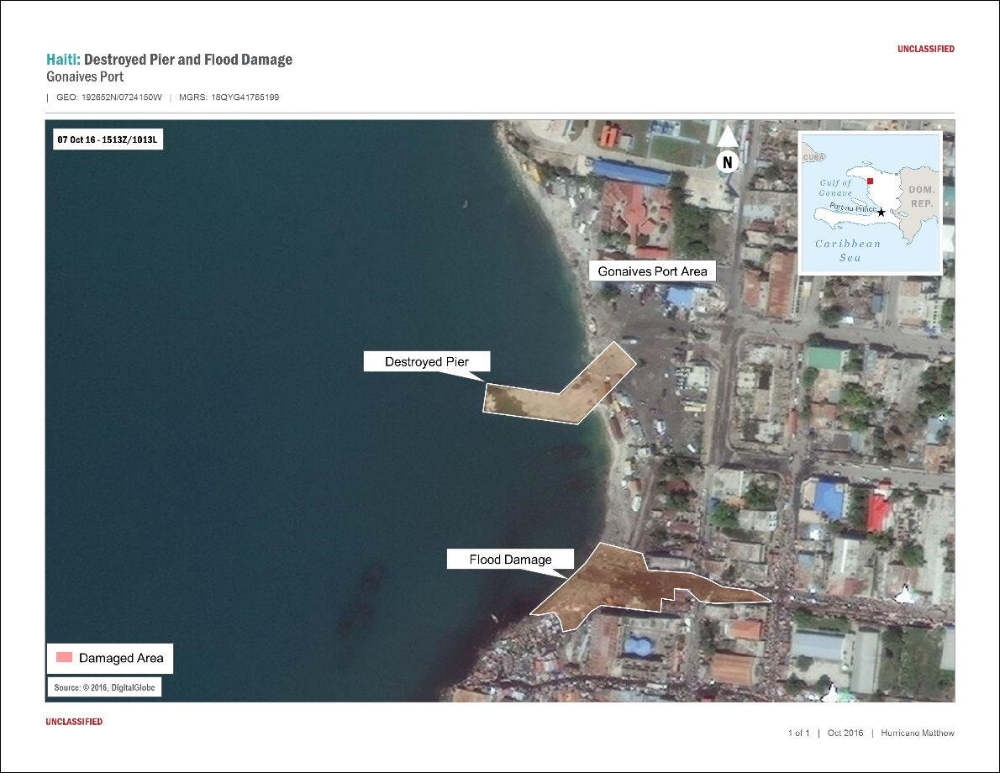 UNCLASSIFIED
Haiti: Destroyed Pier and Flood Damage
Gonaives Port
| GEO: 192652N/0724150W | MGRS: 18QYG41765199
07 Oct 16 - 1513Z/1013L
N
CUBA
Gulf of
Gonave
DOM.
REP.
Port-au-Prince
Caribbean
Sea
Gonaives Port Area
Destroyed Pier
Flood Damage
Damaged Area
Source: © 2016, DigitalGlobe
UNCLASSIFIED
1 of 1 | Oct 2016 | Hurricane Matthew